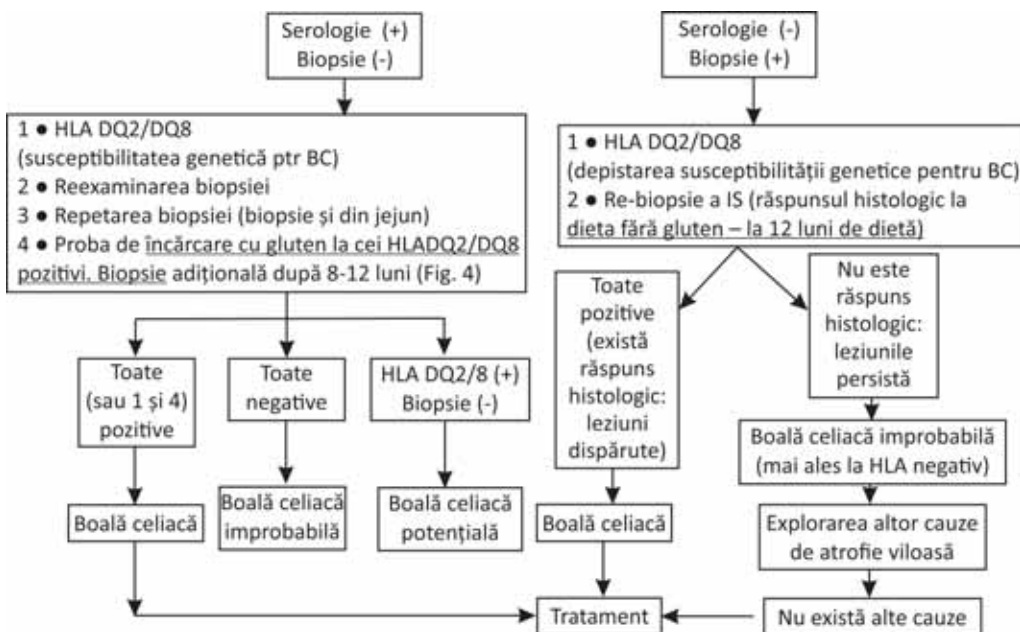 Serologie (+)
Biopsie (-)
1 ● HLA DQ2/DQ8
(susceptibilitatea genetică ptr BC)
2 ● Reexaminarea biopsiei
3 ● Repetarea biopsiei (biopsie și din jejun)
4 ● Proba de încărcare cu gluten la cei HLADQ2/DQ8
pozitivi. Biopsie adițională după 8-12 luni (Fig. 4)
Toate
(sau 1 și 4)
pozitive
Toate
negative
HLA DQ2/8 (+)
Biopsie (-)
Boală celiacă
Boală celiacă
improbabilă
Boală celiacă
potențială
Serologie (-)
Biopsie (+)
1 ● HLA DQ2/DQ8
(depistarea susceptibilității genetice pentru BC)
2 ● Re-biopsie a IS (răspunsul histologic la
dieta fără gluten – la 12 luni de dietă)
Toate
pozitive
(există
răspuns
histologic:
leziuni
dispărute)
Nu este
răspuns
histologic:
leziunile
persistă
Boală celiacă
Boală celiacă improbabilă
(mai ales la HLA negativ)
Explorarea altor cauze
de atrofie viloasă
Tratament
Nu există alte cauze